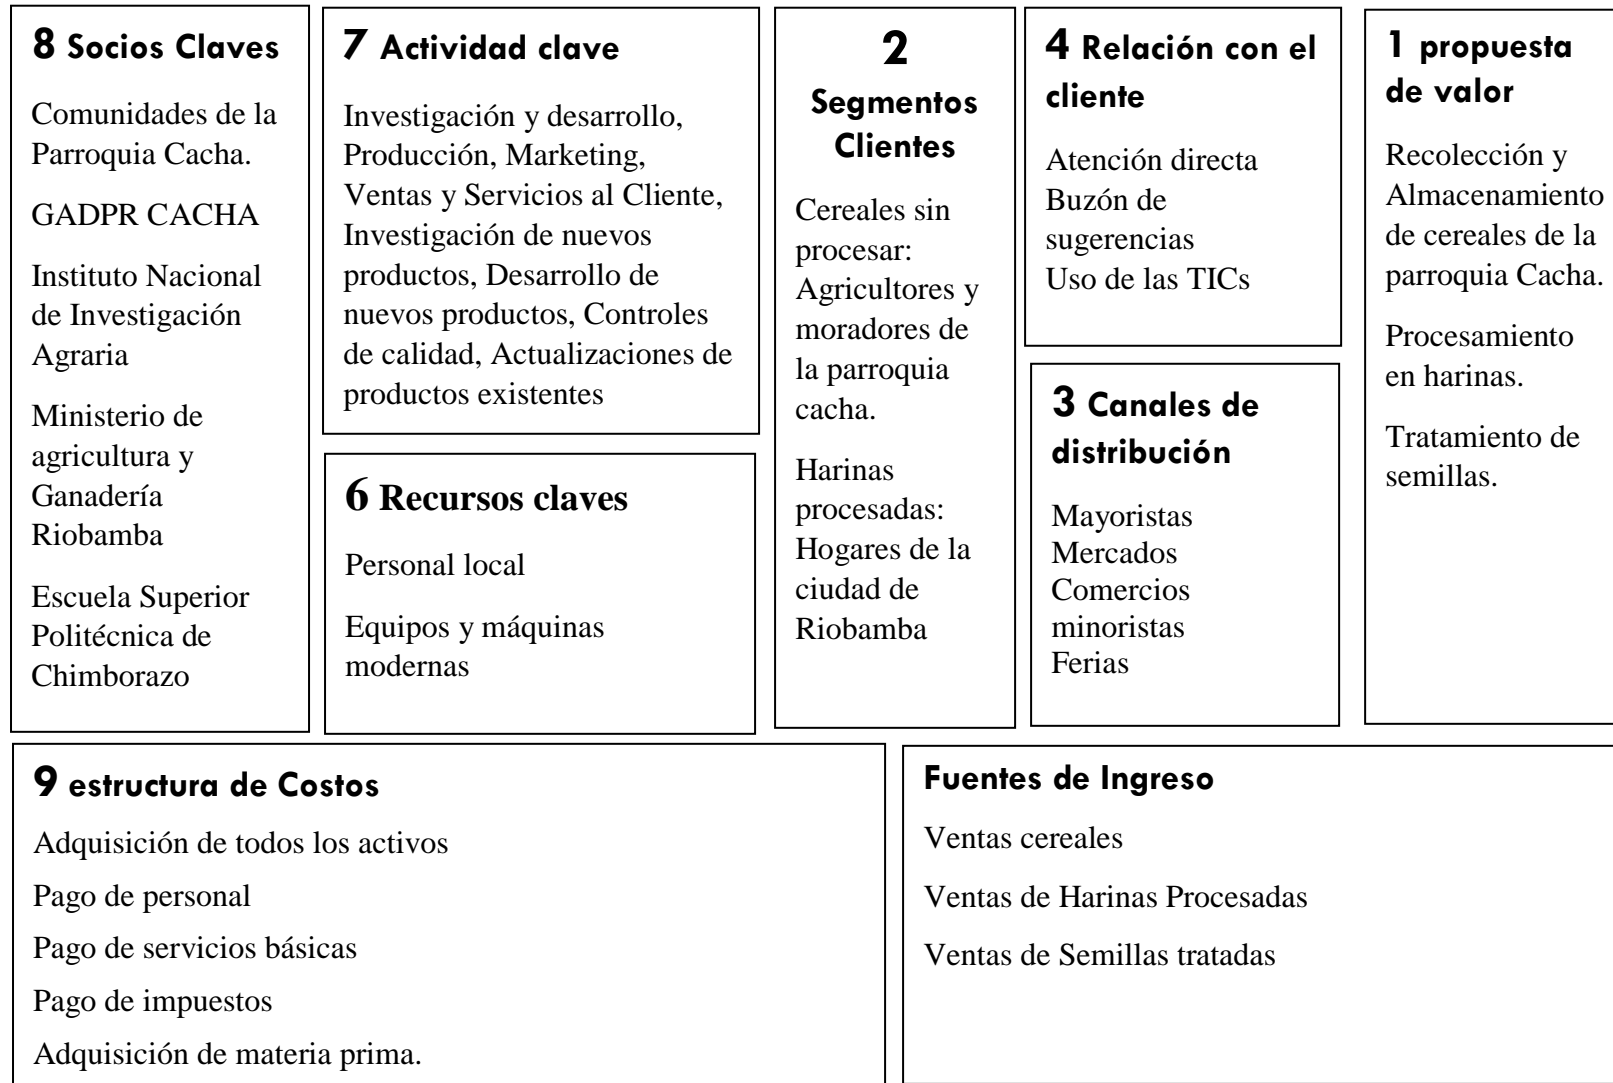 8 Socios Claves
Comunidades de la
Parroquia Cacha.
GADPR CACHA
Instituto Nacional
de Investigación
Agraria
Ministerio de
agricultura y
Ganadería
Riobamba
Escuela Superior
Politécnica de
Chimborazo
7 Actividad clave
Investigación y desarrollo,
Producción, Marketing,
Ventas y Servicios al Cliente,
Investigación de nuevos
productos, Desarrollo de
nuevos productos, Controles
de calidad, Actualizaciones de
productos existentes
6 Recursos claves
Personal local
Equipos y máquinas
modernas
2
Segmentos
Clientes
Cereales sin
procesar:
Agricultores y
moradores de
la parroquia
cacha.
Harinas
procesadas:
Hogares de la
ciudad de
Riobamba
4 Relación con el
cliente
Atención directa
Buzón de
sugerencias
Uso de las TICs
3 Canales de
distribución
Mayoristas
Mercados
Comercios
minoristas
Ferias
1 propuesta
de valor
Recolección y
Almacenamiento
de cereales de la
parroquia Cacha.
Procesamiento
en harinas.
Tratamiento de
semillas.
9 estructura de Costos
Adquisición de todos los activos
Pago de personal
Pago de servicios básicas
Pago de impuestos
Adquisición de materia prima.
Fuentes de Ingreso
Ventas cereales
Ventas de Harinas Procesadas
Ventas de Semillas tratadas